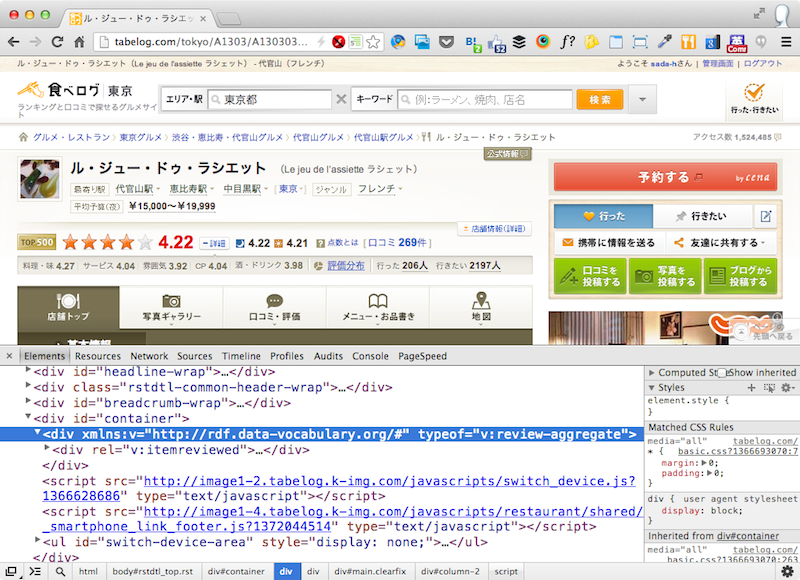 ル・ジュー・ドゥ・ラシエッ
tabelog.com/tokyo/A1303/A130303...
ル・ジュー・ドゥ・ラシエット （Le jeu de l'assiette ラシエット） - 代官山（フレンチ）
ようこそ sada-hさん | 管理画面 | ログアウト
食べログ 東京
ランキングと口コミで探せるグルメサイト
エリア・駅 東京都 キーワード 例:ラーメン、焼肉、店名 検索
行った・行きたい
グルメ・レストラン › 東京グルメ › 渋谷・恵比寿・代官山グルメ › 代官山グルメ › 代官山駅グルメ › ル・ジュー・ドゥ・ラシエット
アクセス数 1,524,485
公式情報
ル・ジュー・ドゥ・ラシエット （Le jeu de l'assiette ラシエット）
最寄り駅 代官山駅 恵比寿駅 中目黒駅 [ 東京 ] ジャンル フレンチ
平均予算(夜) ¥15,000～¥19,999
予約する by cena
行った 行きたい
携帯に情報を送る 友達に共有する
口コミを投稿する 写真を投稿する ブログから投稿する
店舗情報(詳細)
TOP500 4.22 詳細 4.22 4.21 ? 点数とは [ 口コミ 269件 ]
料理・味 4.27 サービス 4.04 雰囲気 3.92 CP 4.04 酒・ドリンク 3.98 評価分布 行った 206人 行きたい 2197人
店舗トップ 写真ギャラリー 口コミ・評価 メニュー・お品書き 地図
基本情報
先頭へ戻る
Elements Resources Network Sources Timeline Profiles Audits Console PageSpeed
<div id="headline-wrap">…</div>
<div class="rstdtl-common-header-wrap">…</div>
<div id="breadcrumb-wrap">…</div>
<div id="container">
<div xmlns:v="http://rdf.data-vocabulary.org/#" typeof="v:review-aggregate">
<div rel="v:itemreviewed">…</div>
</div>
<script src="http://image1-2.tabelog.k-img.com/javascripts/switch_device.js?
1366628686" type="text/javascript"></script>
<script src="http://image1-4.tabelog.k-img.com/javascripts/restaurant/shared/
_smartphone_link_footer.js?1372044514" type="text/javascript"></script>
<ul id="switch-device-area" style="display: none;">…</ul>
</div>
Computed St Show inherited
Styles
element.style {
}
Matched CSS Rules
media="all" tabelog.com/
* { basic.css?1366693070:7
margin: 0;
padding: 0;
}
div { user agent stylesheet
display: block;
}
Inherited from div#container
media="all" tabelog.com/
basic.css?1366693070:263
html body#rstdtl_top.rst div#container div div div#main.clearfix div#column-2 script